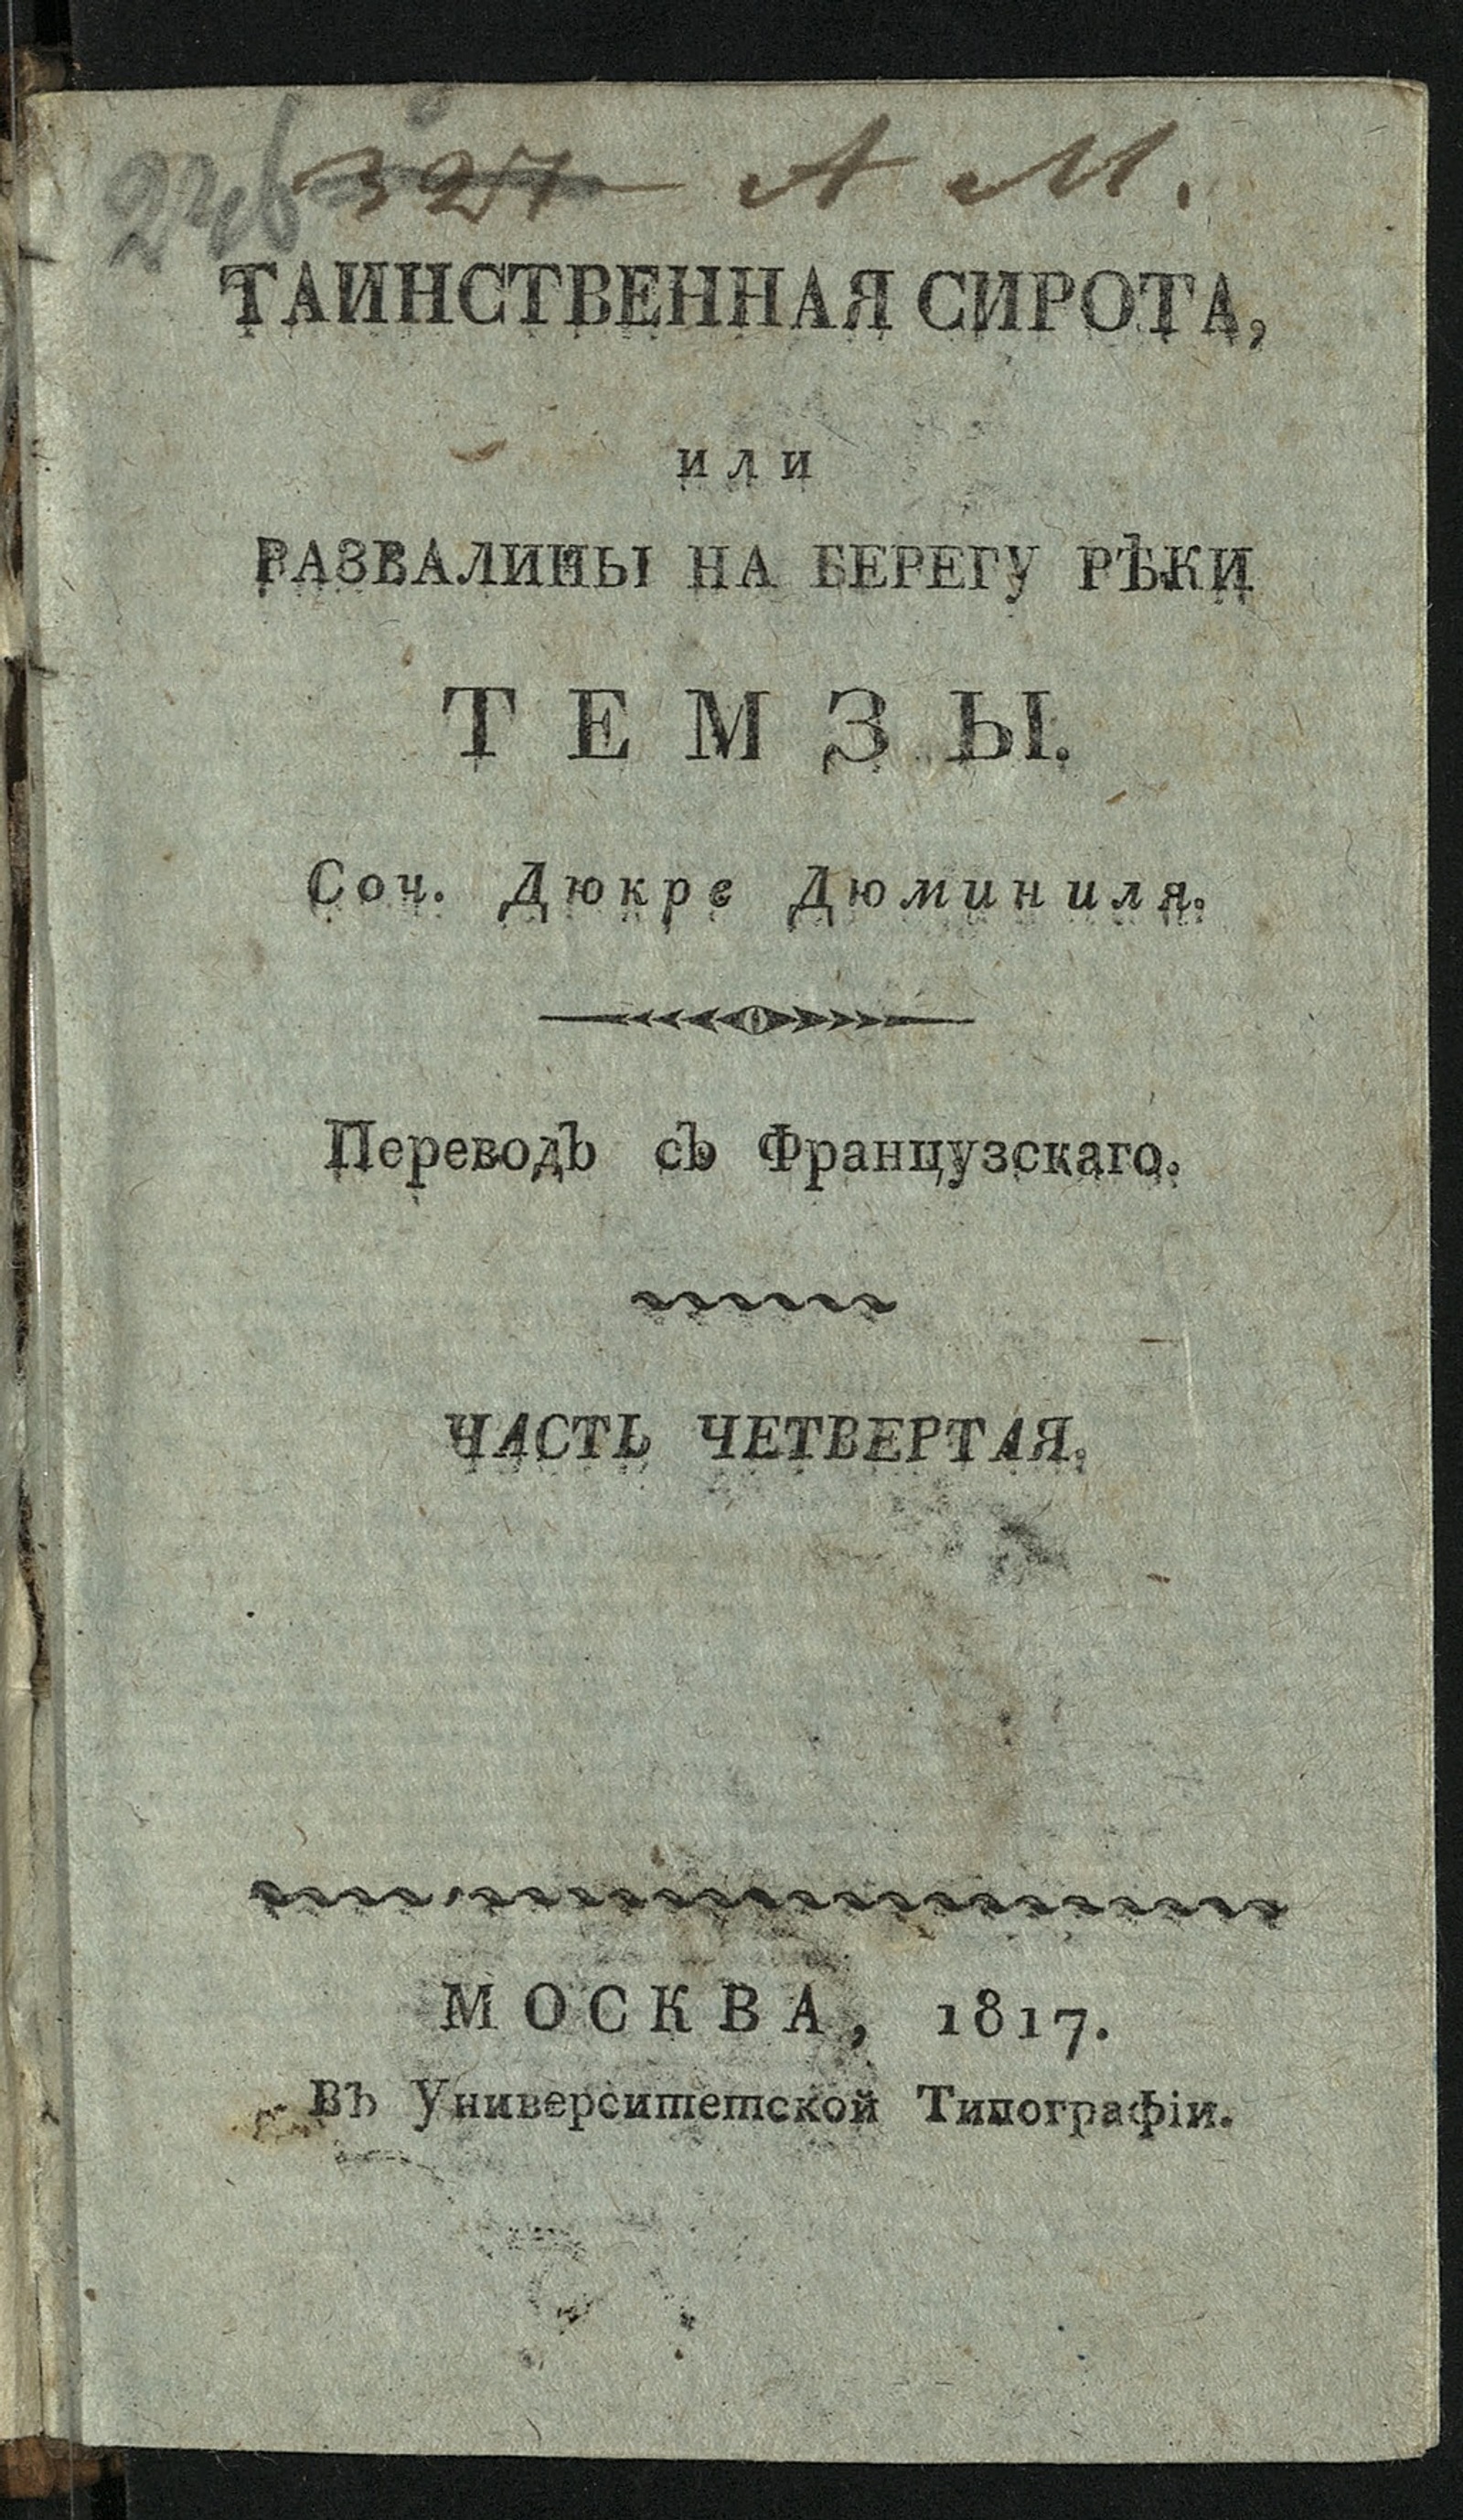 327 А М.
ТАИНСТВЕННАЯ СИРОТА,
или
РАЗВАЛИНЫ НА БЕРЕГУ РѢКИ
ТЕМЗЫ.
Соч. Дюкре Дюминиля.
Переводъ съ Французскаго.
ЧАСТЬ ЧЕТВЕРТАЯ.
МОСКВА, 1817.
Въ Университетской Типографіи.